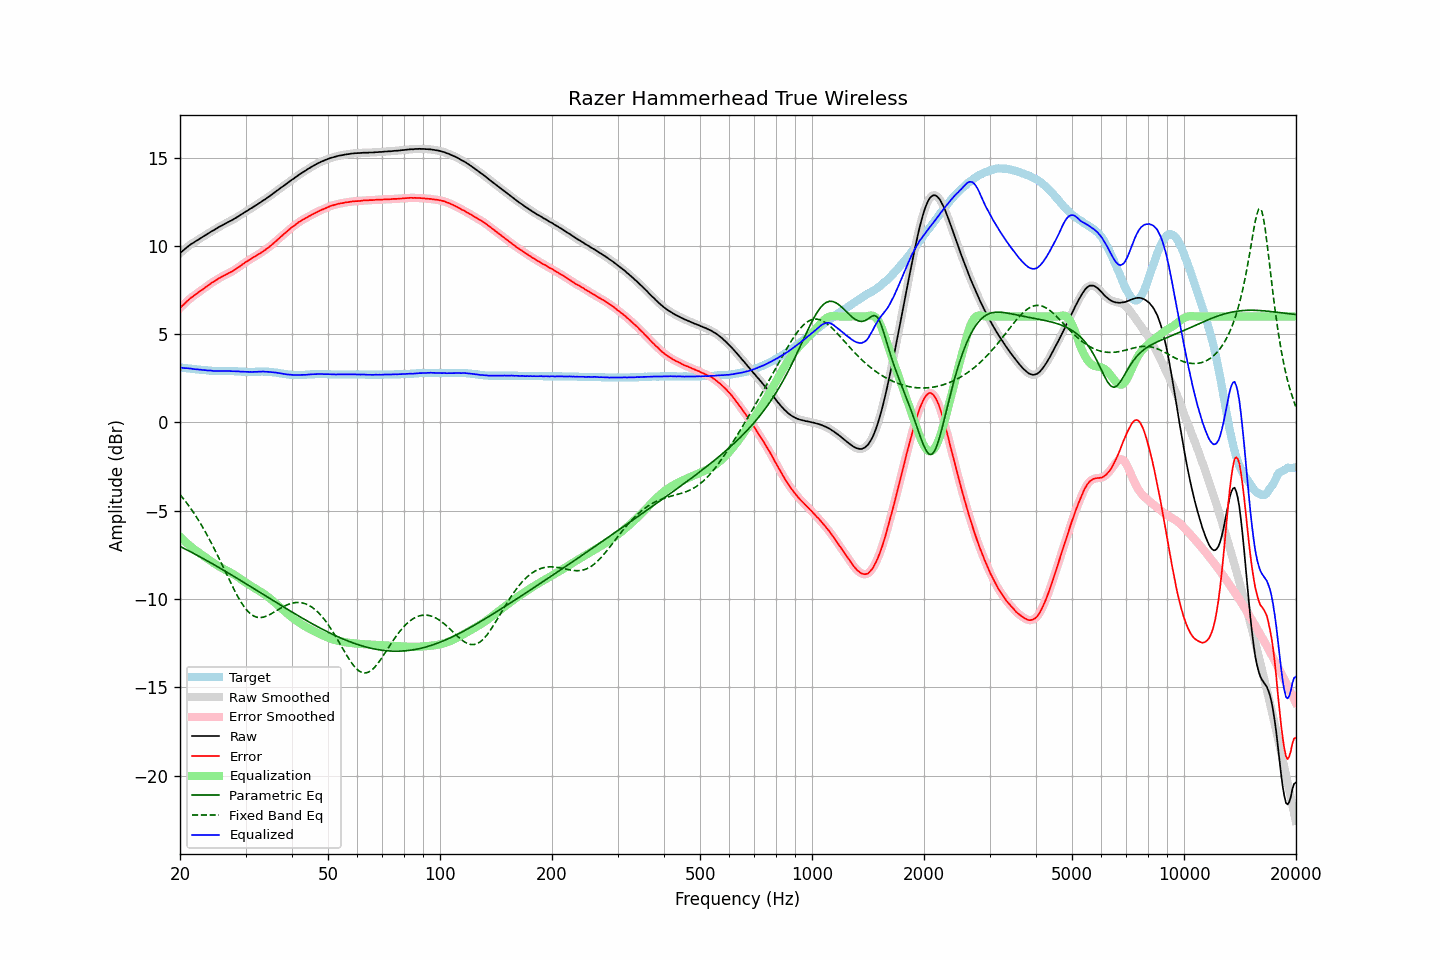 Razer Hammerhead True Wireless
Amplitude (dBr)
15
10
5
0
−5
−10
−15
−20
Target
Raw Smoothed
Error Smoothed
Raw
Error
Equalization
Parametric Eq
Fixed Band Eq
Equalized
20 50 100 200 500 1000 2000 5000 10000 20000
Frequency (Hz)